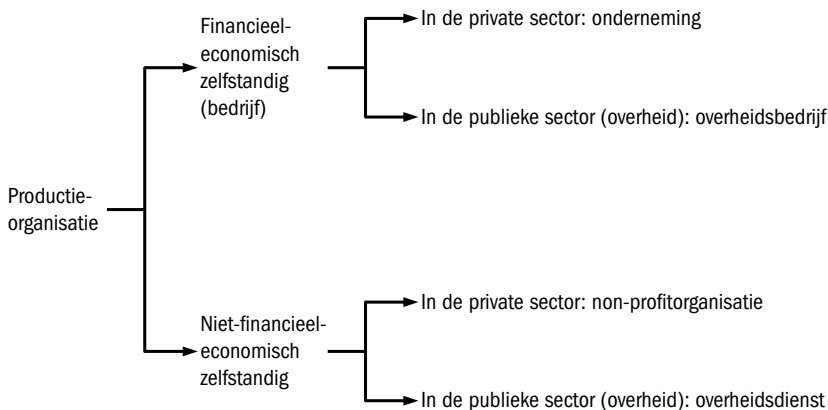 Financieel-
economisch
zelfstandig
(bedrijf)
In de private sector: onderneming
In de publieke sector (overheid): overheidsbedrijf
Productie-
organisatie
Niet-financieel-
economisch
zelfstandig
In de private sector: non-profitorganisatie
In de publieke sector (overheid): overheidsdienst